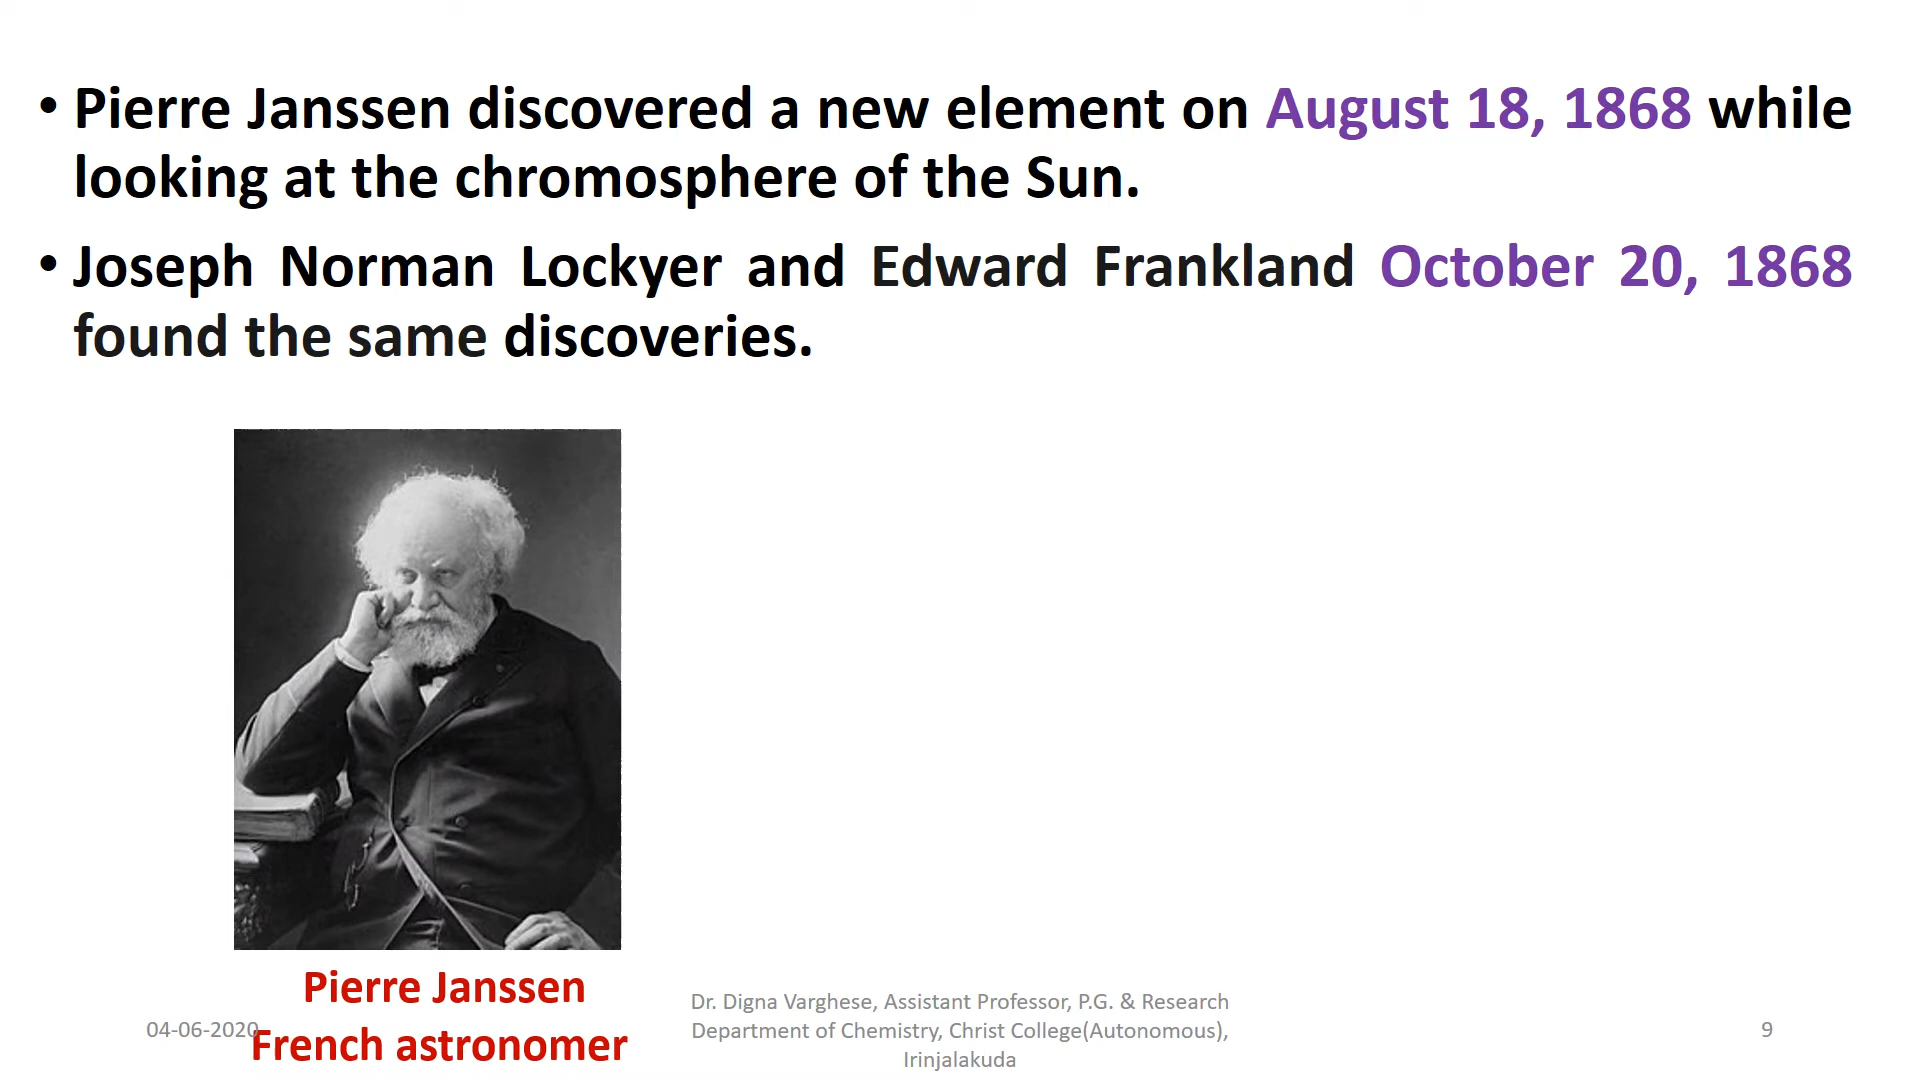 • Pierre Janssen discovered a new element on August 18, 1868 while
looking at the chromosphere of the Sun.
• Joseph Norman Lockyer and Edward Frankland October 20, 1868
found the same discoveries.
Pierre Janssen
French astronomer
04-06-2020
Dr. Digna Varghese, Assistant Professor, P.G. & Research
Department of Chemistry, Christ College(Autonomous),
Irinjalakuda
9